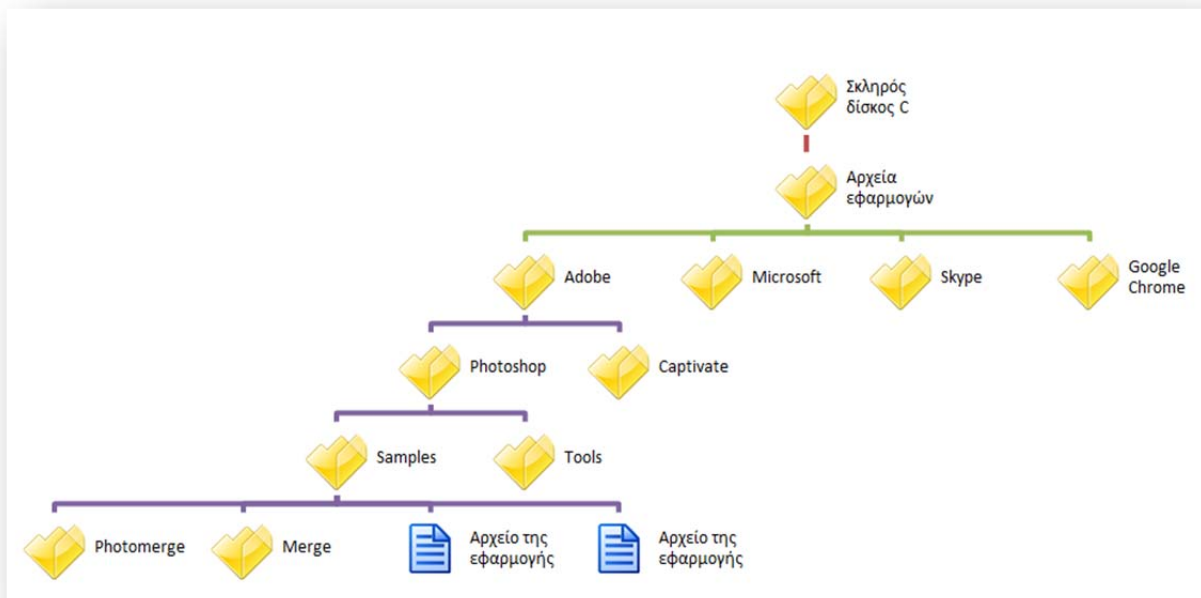 Σκληρός
δίσκος C
Αρχεία
εφαρμογών
Adobe
Microsoft
Skype
Google
Chrome
Photoshop
Captivate
Samples
Tools
Photomerge
Merge
Αρχείο της
εφαρμογής
Αρχείο της
εφαρμογής